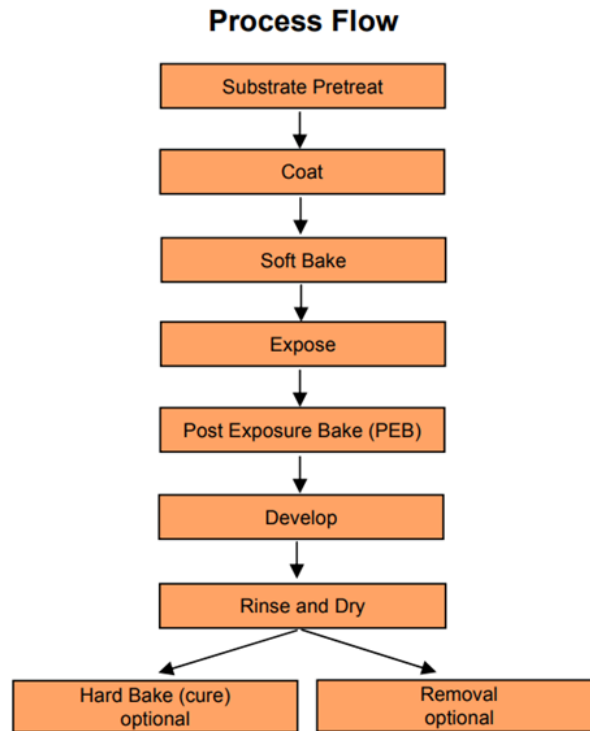 Process Flow
Substrate Pretreat
Coat
Soft Bake
Expose
Post Exposure Bake (PEB)
Develop
Rinse and Dry
Hard Bake (cure)
optional
Removal
optional